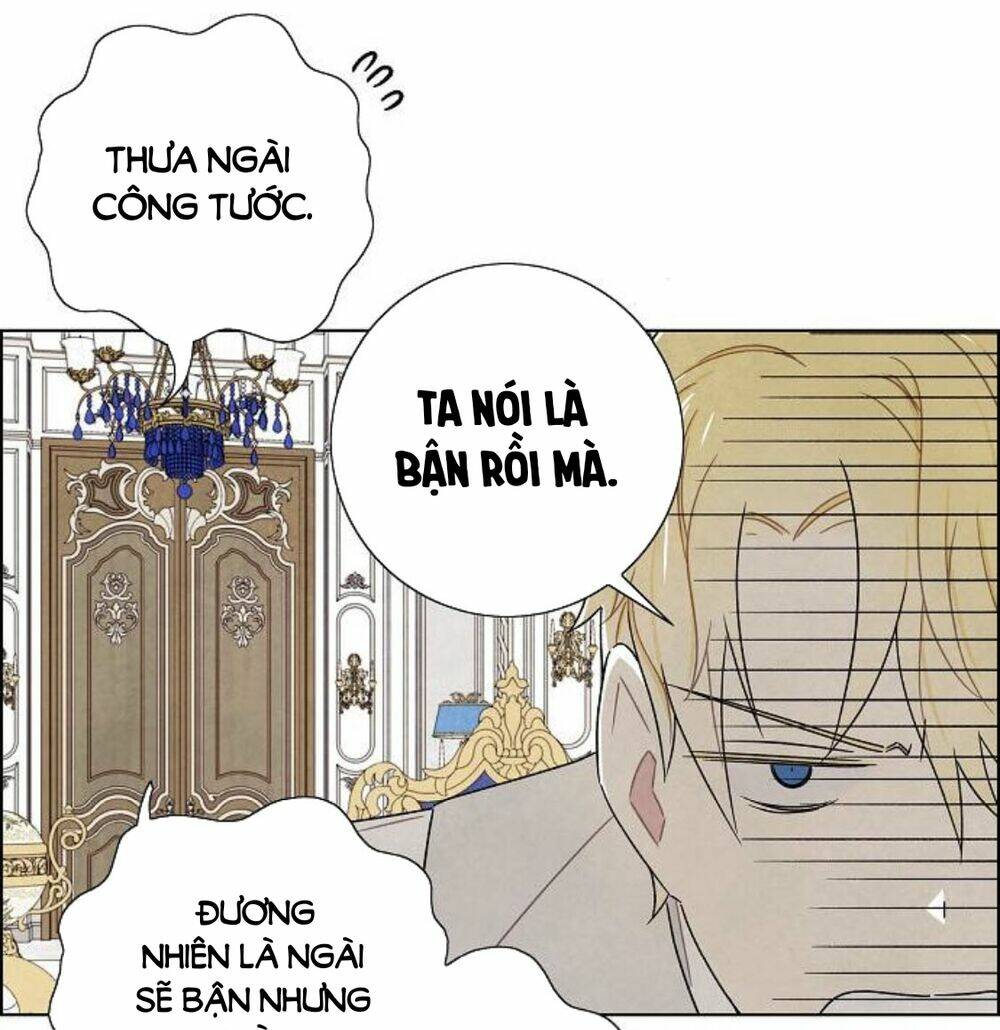 THƯA NGÀI
CÔNG TƯỚC.
TA NÓI LÀ
BẬN RỒI MÀ.
ĐƯƠNG
NHIÊN LÀ NGÀI
SẼ BẬN NHƯNG